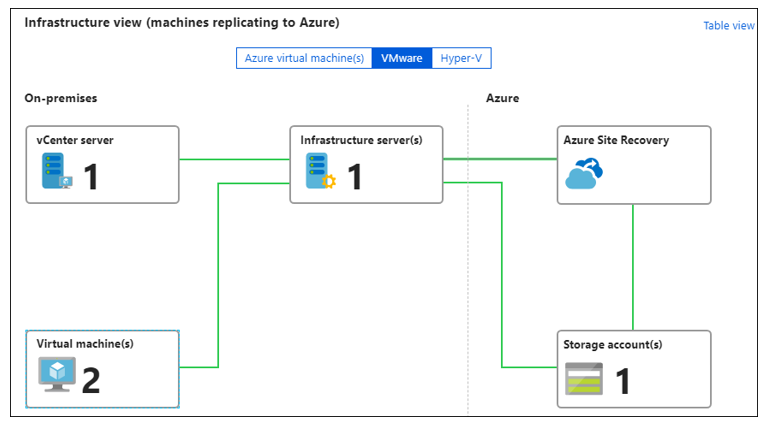 Infrastructure view (machines replicating to Azure)
Table view
Azure virtual machine(s) VMware Hyper-V
On-premises
Azure
vCenter server
1
Infrastructure server(s)
1
Azure Site Recovery
Virtual machine(s)
2
Storage account(s)
1